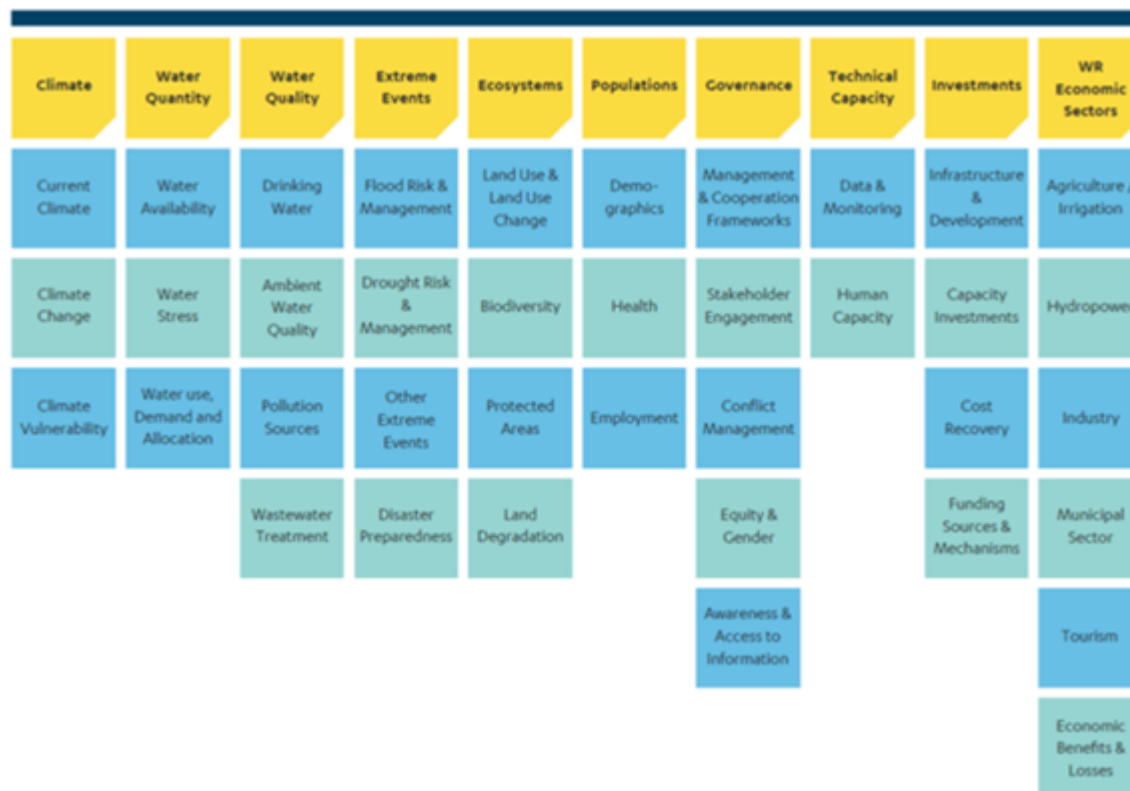 Climate
Water
Quantity
Water
Quality
Extreme
Events
Ecosystems
Populations
Governance
Technical
Capacity
Investments
WR
Economic
Sectors
Current
Climate
Water
Availability
Drinking
Water
Flood Risk &
Management
Land Use &
Land Use
Change
Demo-
graphics
Management
& Cooperation
Frameworks
Data &
Monitoring
Infrastructure
&
Development
Agriculture /
Irrigation
Climate
Change
Water
Stress
Ambient
Water
Quality
Drought Risk
&
Management
Biodiversity
Health
Stakeholder
Engagement
Human
Capacity
Capacity
Investments
Hydropower
Climate
Vulnerability
Water use,
Demand and
Allocation
Pollution
Sources
Other
Extreme
Events
Protected
Areas
Employment
Conflict
Management
Cost
Recovery
Industry
Wastewater
Treatment
Disaster
Preparedness
Land
Degradation
Equity &
Gender
Funding
Sources &
Mechanisms
Municipal
Sector
Awareness &
Access to
Information
Tourism
Economic
Benefits &
Losses